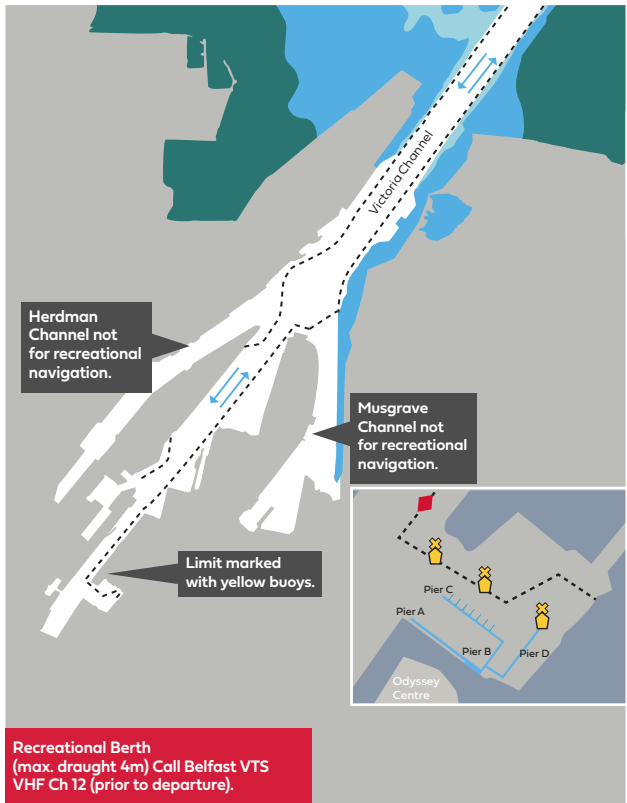 Victoria Channel
Herdman
Channel not
for recreational
navigation.
Musgrave
Channel not
for recreational
navigation.
Limit marked
with yellow buoys.
Pier C
Pier A
Pier B
Pier D
Odyssey
Centre
Recreational Berth
(max. draught 4m) Call Belfast VTS
VHF Ch 12 (prior to departure).